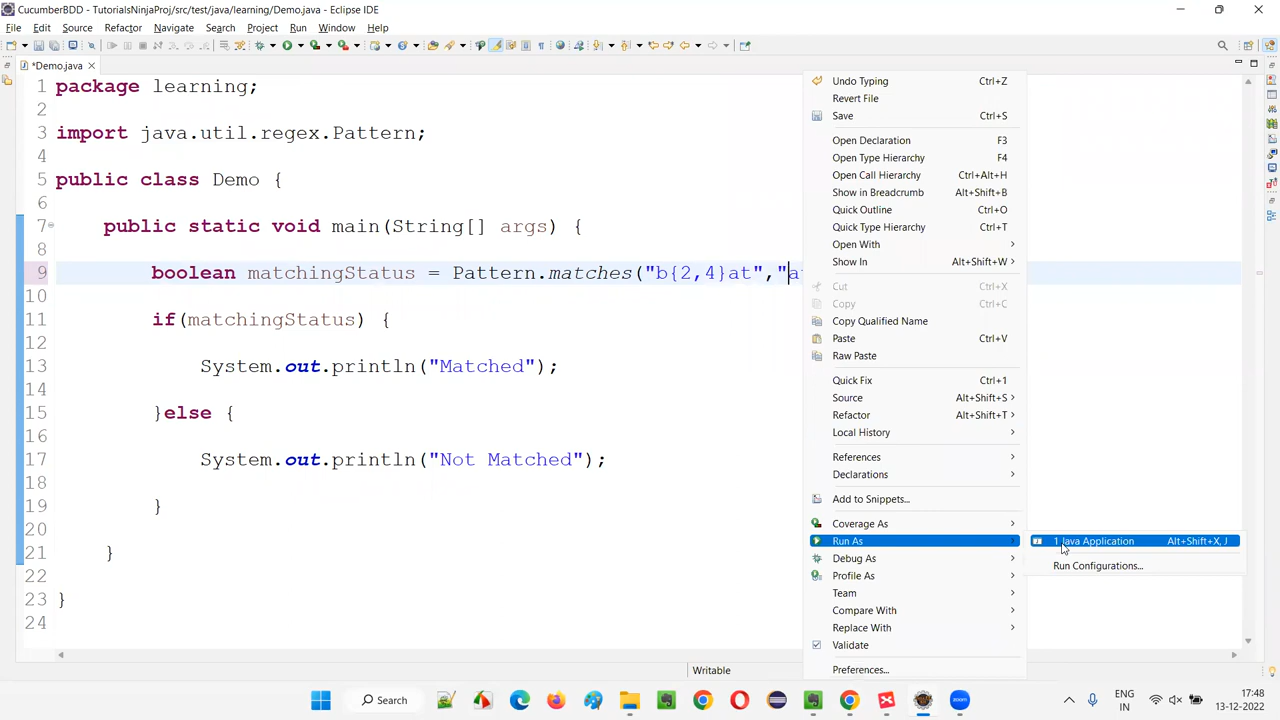 CucumberBDD - TutorialsNinjaProj/src/test/java/learning/Demo.java - Eclipse IDE
File Edit Source Refactor Navigate Search Project Run Window Help
*Demo.java
1 package learning;
2
3 import java.util.regex.Pattern;
4
5 public class Demo {
6
7 public static void main(String[] args) {
8
9 boolean matchingStatus = Pattern.matches("b{2,4}at","a
10
11 if(matchingStatus) {
12
13 System.out.println("Matched");
14
15 }else {
16
17 System.out.println("Not Matched");
18
19 }
20
21 }
22
23 }
24
Undo Typing Ctrl+Z
Revert File
Save Ctrl+S
Open Declaration F3
Open Type Hierarchy F4
Open Call Hierarchy Ctrl+Alt+H
Show in Breadcrumb Alt+Shift+B
Quick Outline Ctrl+O
Quick Type Hierarchy Ctrl+T
Open With
Show In Alt+Shift+W
Cut Ctrl+X
Copy Ctrl+C
Copy Qualified Name
Paste Ctrl+V
Raw Paste
Quick Fix Ctrl+1
Source Alt+Shift+S
Refactor Alt+Shift+T
Local History
References
Declarations
Add to Snippets...
Coverage As
Run As
1 Java Application Alt+Shift+X, J
Debug As
Run Configurations...
Profile As
Team
Compare With
Replace With
Validate
Preferences...
Writable
Search
ENG
IN
17:48
13-12-2022